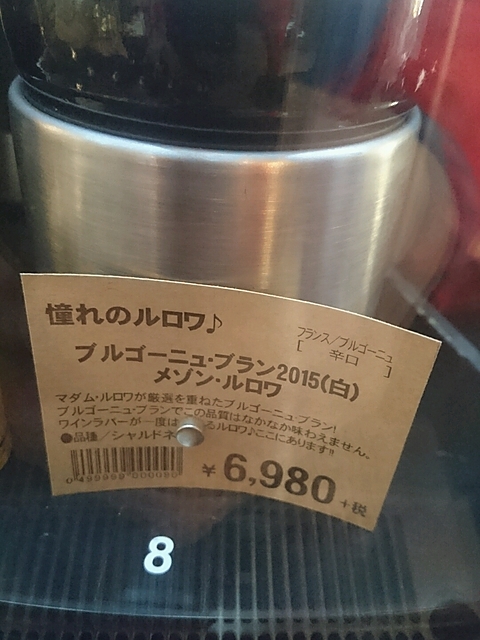 憧れのルロワ♪
フランス/ブルゴーニュ
[ 辛口 ]
ブルゴーニュ・ブラン2015(白)
メゾン・ルロワ
マダム・ルロワが厳選を重ねたブルゴーニュ・ブラン!
ブルゴーニュ・ブランでこの品質はなかなか味わえません。
ワインラバーが一度は るルロワ♪ここにあります!!
●品種/シャルドネ
¥6,980+税
8